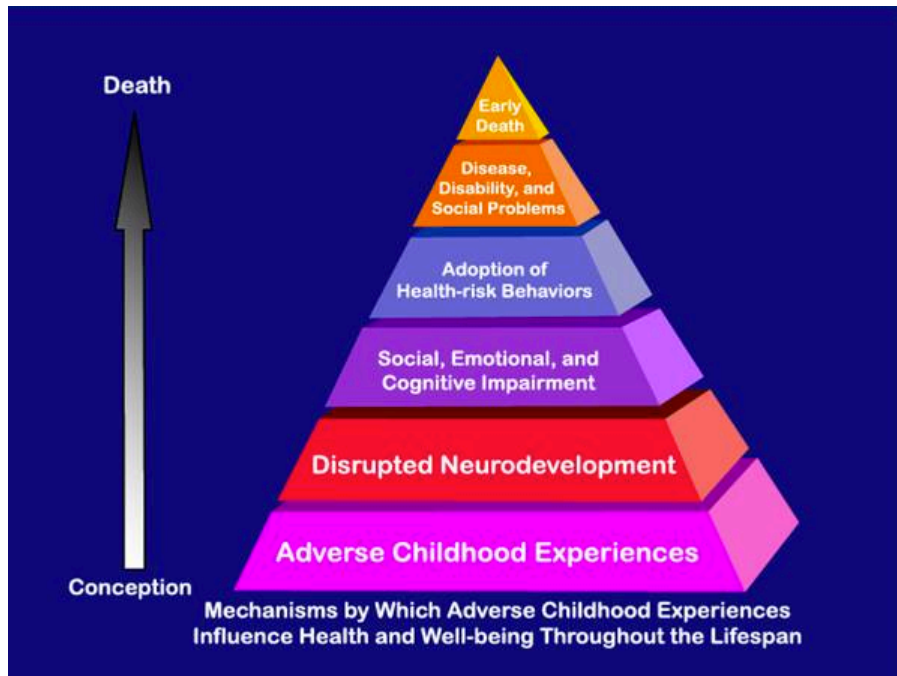 Death
Early
Death
Disease,
Disability, and
Social Problems
Adoption of
Health-risk Behaviors
Social, Emotional, and
Cognitive Impairment
Disrupted Neurodevelopment
Adverse Childhood Experiences
Conception
Mechanisms by Which Adverse Childhood Experiences
Influence Health and Well-being Throughout the Lifespan